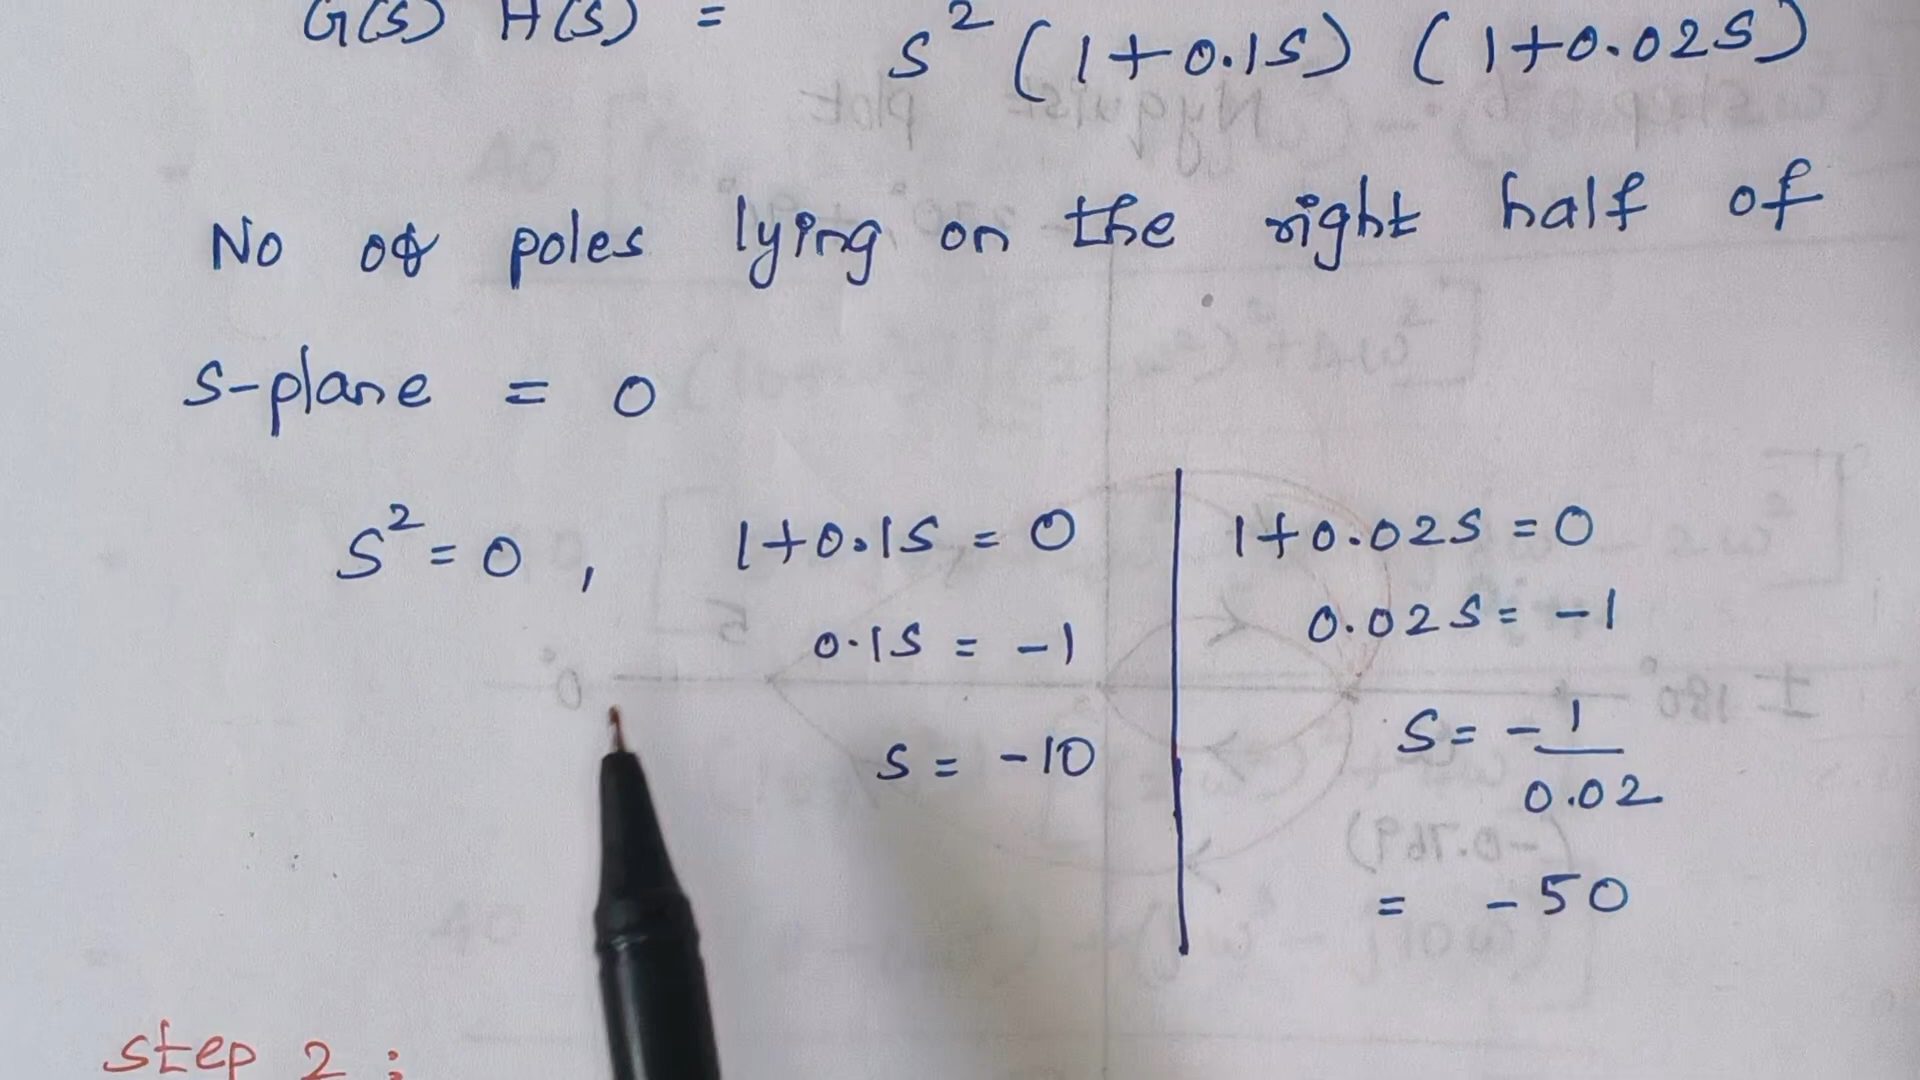 G(s) H(s) =
s² (1+0.1s) (1+0.02s)
No of poles lying on the right half of
s-plane = 0
s² = 0 , 1+0.1s = 0
0.1s = -1
s = -10
1+0.02s = 0
0.02s = -1
s = -1/0.02
= -50
step 2 :